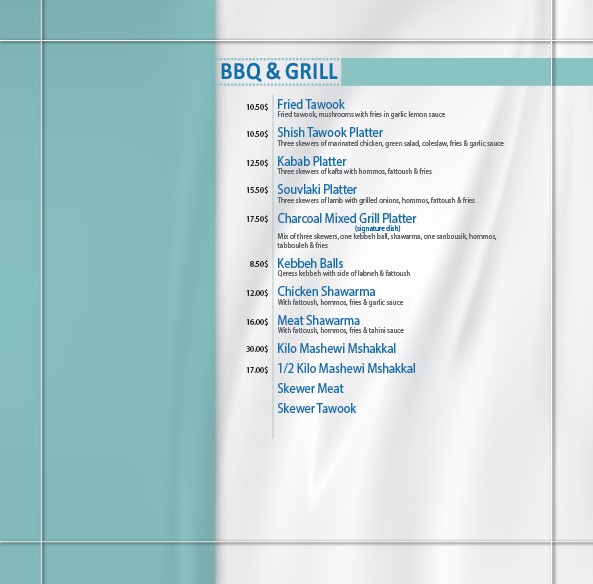 BBQ & GRILL
10.50$ Fried Tawook
Fried tawook, mushrooms with fries in garlic lemon sauce
10.50$ Shish Tawook Platter
Three skewers of marinated chicken, green salad, coleslaw, fries & garlic sauce
12.50$ Kabab Platter
Three skewers of kafta with hommos, fattoush & fries
15.50$ Souvlaki Platter
Three skewers of lamb with grilled onions, hommos, fattoush & fries
17.50$ Charcoal Mixed Grill Platter
(signature dish)
Mix of three skewers, one kebbeh ball, shawarma, one sanbousik, hommos,
tabbouleh & fries
8.50$ Kebbeh Balls
Qeress kebbeh with side of labneh & fattoush
12.00$ Chicken Shawarma
With fattoush, hommos, fries & garlic sauce
16.00$ Meat Shawarma
With fattoush, hommos, fries & tahini sauce
30.00$ Kilo Mashewi Mshakkal
17.00$ 1/2 Kilo Mashewi Mshakkal
Skewer Meat
Skewer Tawook